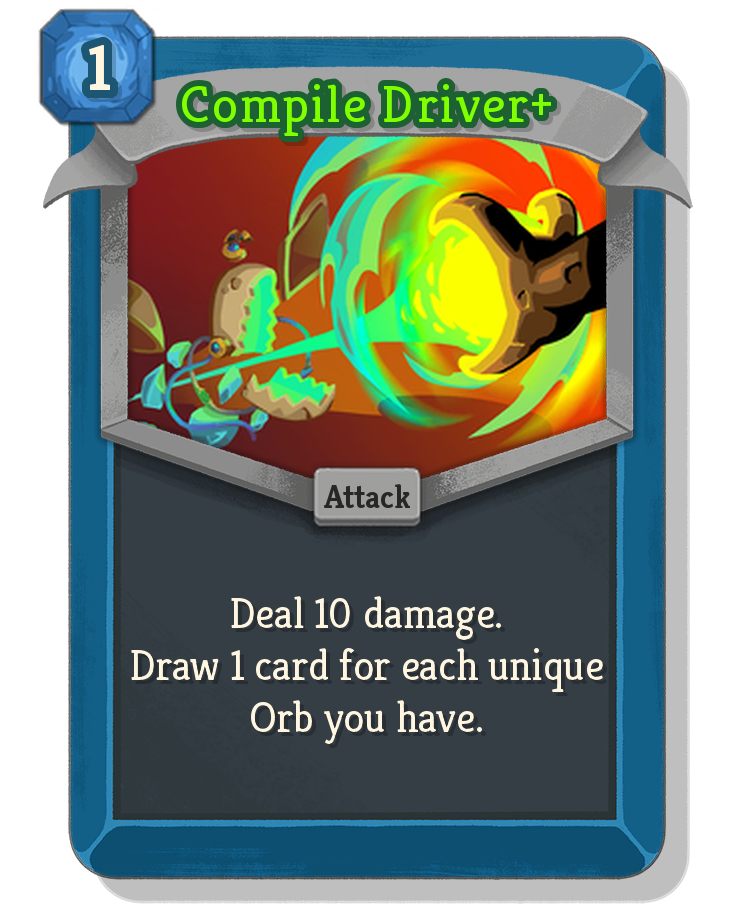 1
Compile Driver+
Attack
Deal 10 damage.
Draw 1 card for each unique
Orb you have.